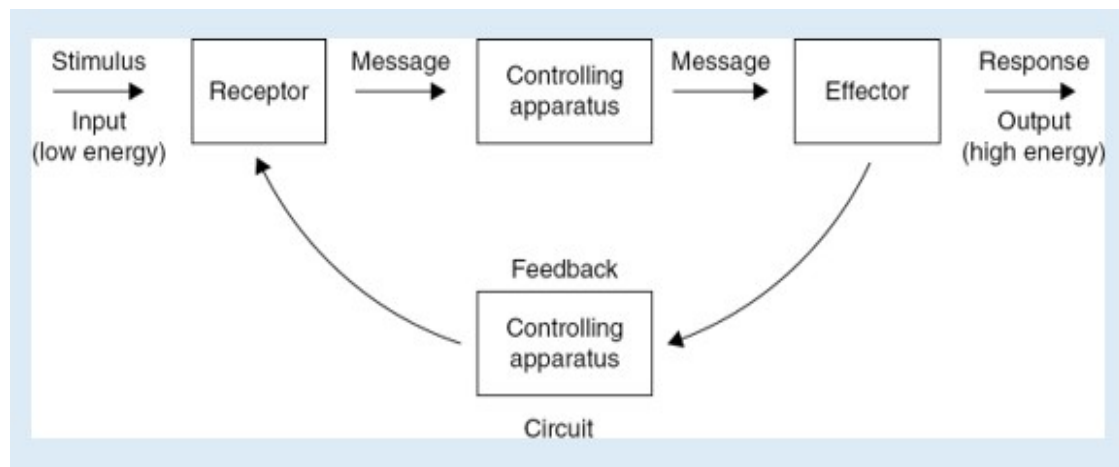 Stimulus
Input
(low energy)
Receptor
Message
Controlling
apparatus
Message
Effector
Response
Output
(high energy)
Feedback
Controlling
apparatus
Circuit